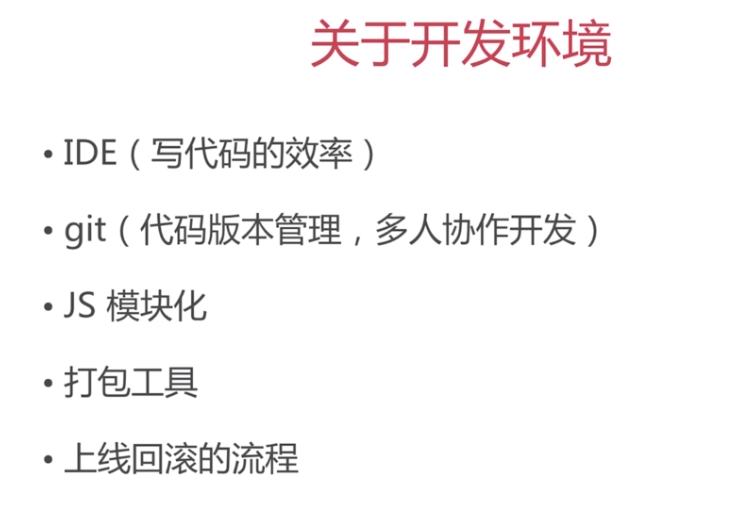 关于开发环境
• IDE（写代码的效率）
• git（代码版本管理，多人协作开发）
• JS 模块化
• 打包工具
• 上线回滚的流程